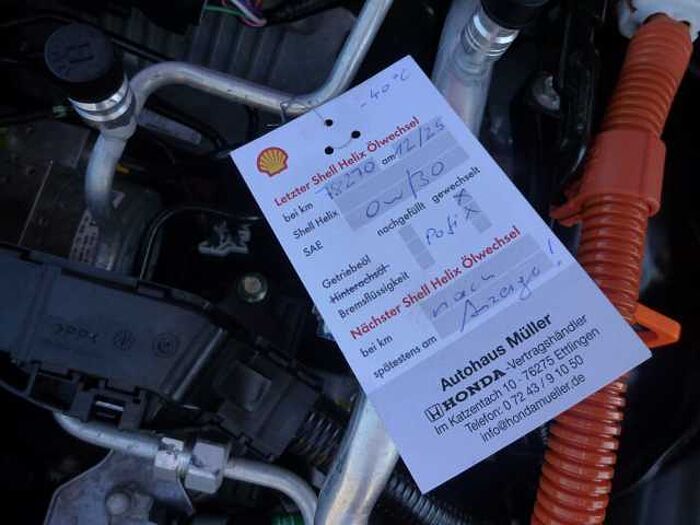 -40°C
Letzter Shell Helix Ölwechsel
bei km 78270 am 12/25
Shell Helix
SAE 0W/30
nachgefüllt gewechselt
Getriebeöl x
Hinterachsöl
Bremsflüssigkeit x
Nächster Shell Helix Ölwechsel
bei km nach
spätestens am Anzeige!
Autohaus Müller
HONDA-Vertragshändler
Im Katzentach 10 - 76275 Ettlingen
Telefon: 0 72 43 / 9 10 50
info@hondamueller.de